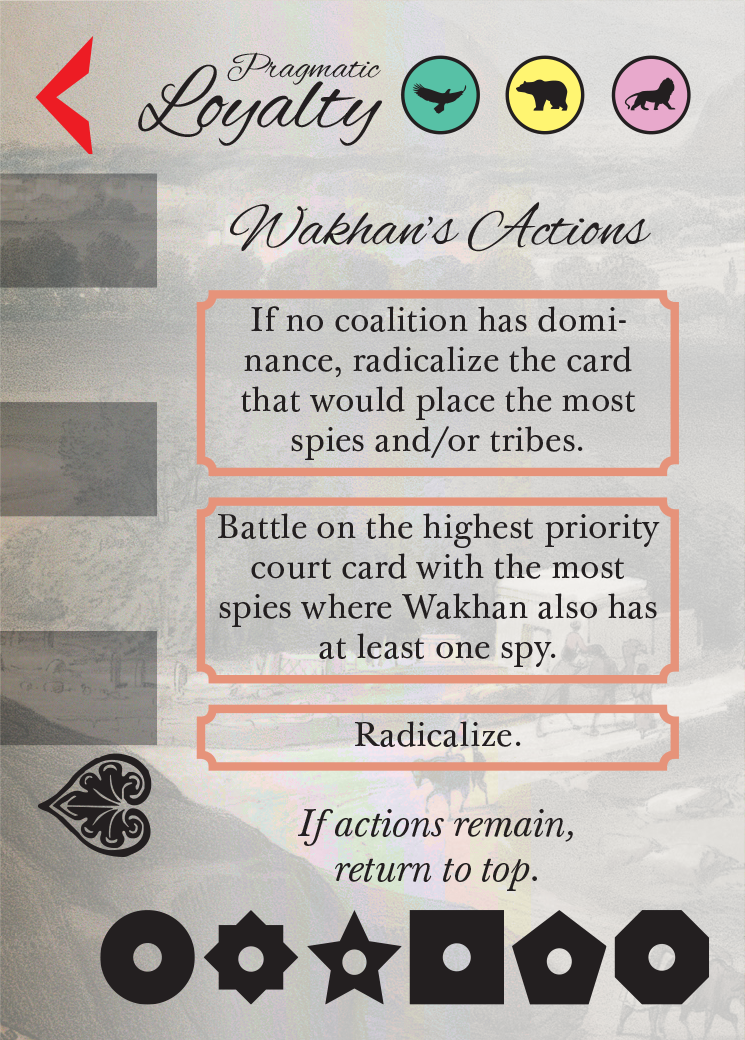 Pragmatic
Loyalty
Wakhan's Actions
If no coalition has domi-
nance, radicalize the card
that would place the most
spies and/or tribes.
Battle on the highest priority
court card with the most
spies where Wakhan also has
at least one spy.
Radicalize.
If actions remain,
return to top.